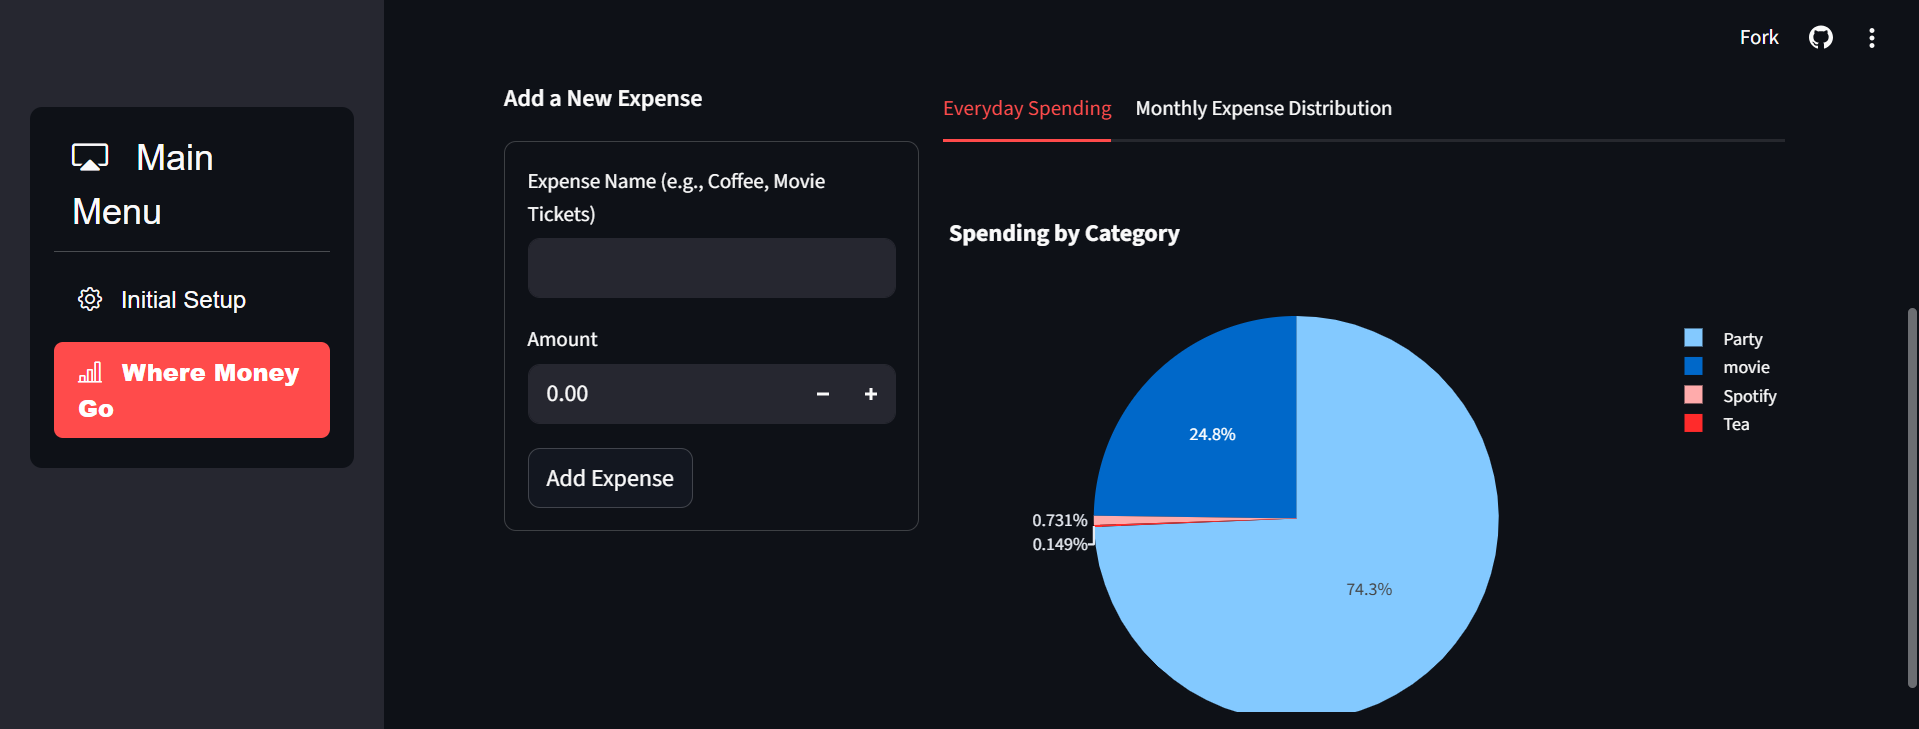 Fork
Main
Menu
Initial Setup
Where Money
Go
Add a New Expense
Expense Name (e.g., Coffee, Movie
Tickets)
Amount
0.00
Add Expense
Everyday Spending
Monthly Expense Distribution
Spending by Category
24.8%
0.731%
0.149%
74.3%
Party
movie
Spotify
Tea